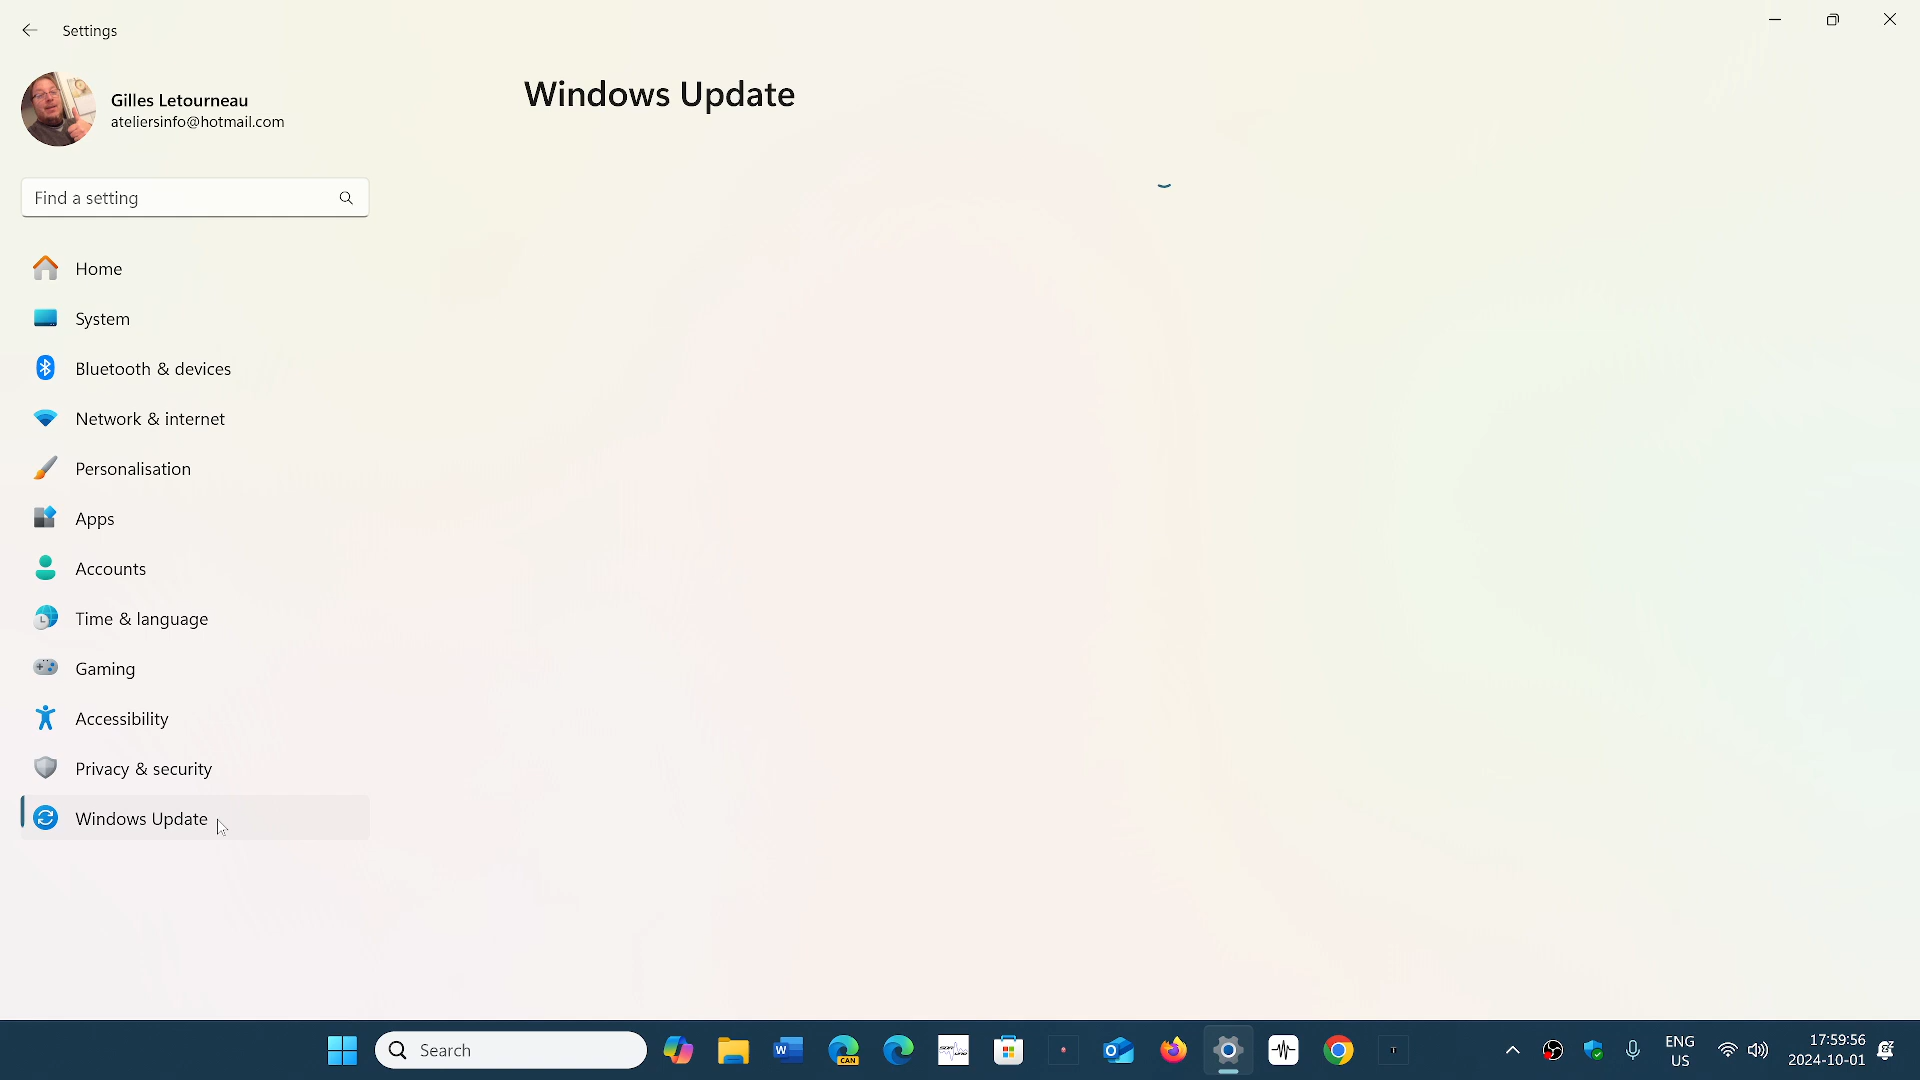 Settings
Gilles Letourneau
ateliersinfo@hotmail.com
Windows Update
Find a setting
Home
System
Bluetooth & devices
Network & internet
Personalisation
Apps
Accounts
Time & language
Gaming
Accessibility
Privacy & security
Windows Update
Search
W
CAN
O
T
ENG
US
17:59:56
2024-10-01